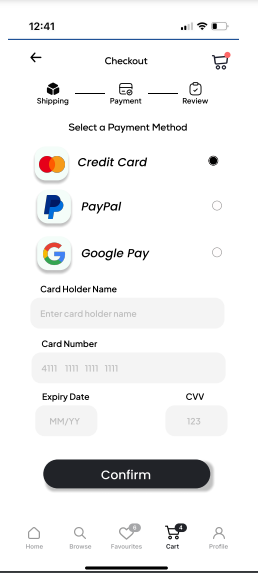 12:41
Checkout
Shipping Payment Review
Select a Payment Method
Credit Card
PayPal
Google Pay
Card Holder Name
Enter card holder name
Card Number
4111 1111 1111 1111
Expiry Date CVV
MM/YY 123
Confirm
6 4
Home Browse Favourites Cart Profile